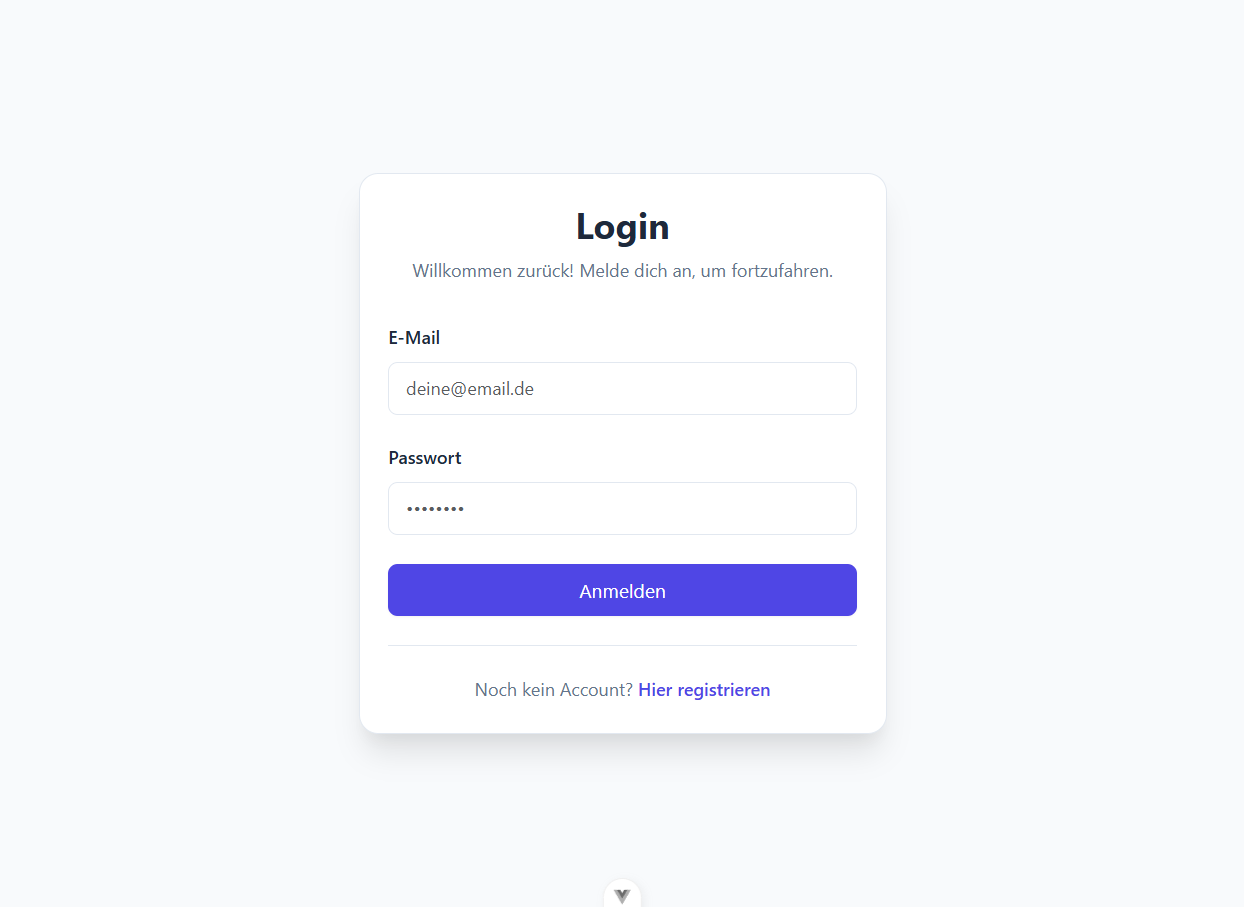 Login
Willkommen zurück! Melde dich an, um fortzufahren.
E-Mail
deine@email.de
Passwort
••••••••
Anmelden
Noch kein Account? Hier registrieren